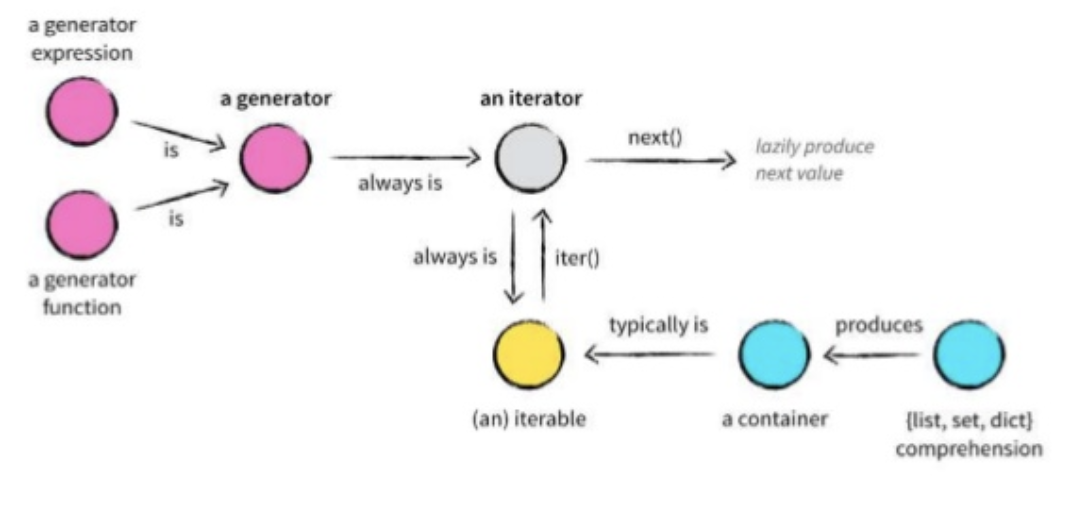 a generator
expression
is
is
a generator
function
a generator
always is
an iterator
next()
lazily produce
next value
always is
iter()
(an) iterable
typically is
a container
produces
{list, set, dict}
comprehension